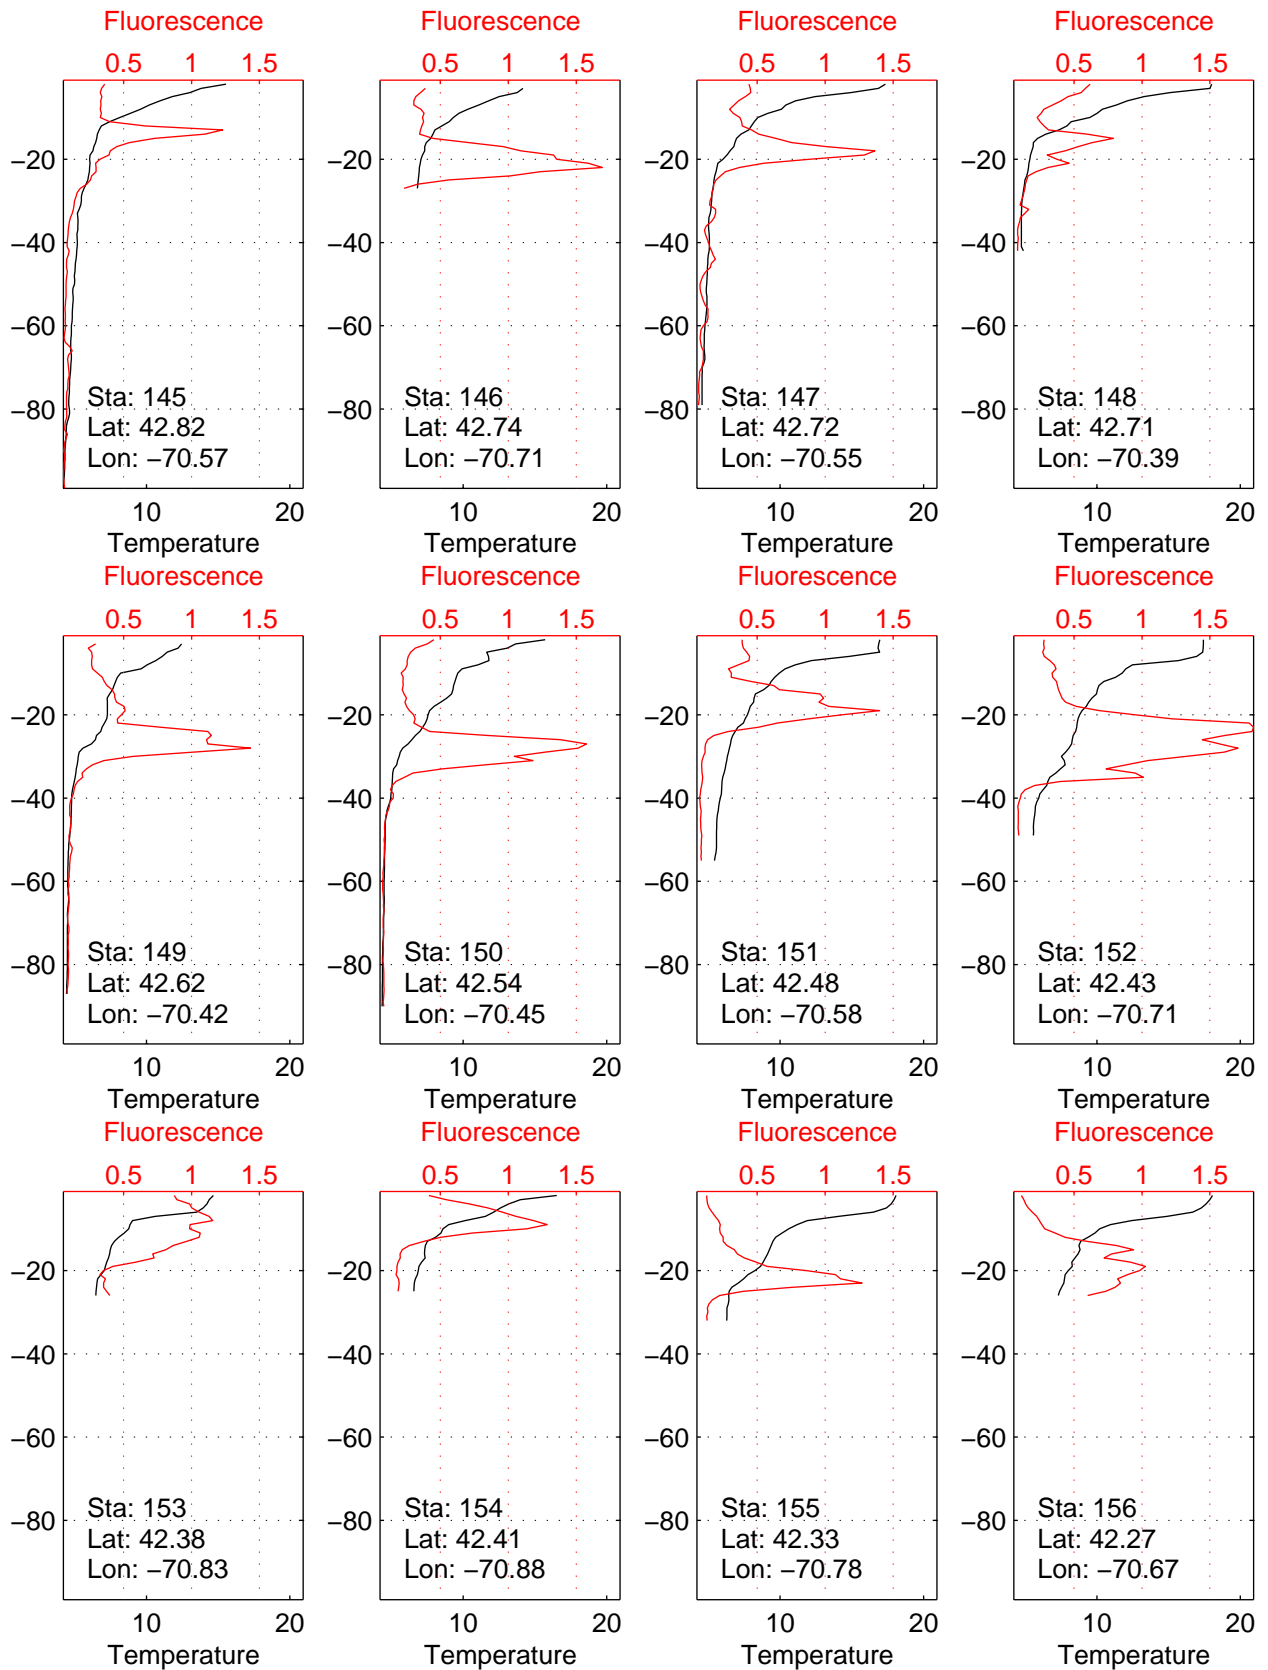 Fluorescence Fluorescence Fluorescence Fluorescence
0.5 1 1.5 0.5 1 1.5 0.5 1 1.5 0.5 1 1.5
−20 −20 −20 −20
−40 −40 −40 −40
−60 −60 −60 −60
Sta: 145 Sta: 146 Sta: 147 Sta: 148
−80 −80 −80 −80
Lat: 42.82 Lat: 42.74 Lat: 42.72 Lat: 42.71
Lon: −70.57 Lon: −70.71 Lon: −70.55 Lon: −70.39
10 20 10 20 10 20 10 20
Temperature Temperature Temperature Temperature
Fluorescence Fluorescence Fluorescence Fluorescence
0.5 1 1.5 0.5 1 1.5 0.5 1 1.5 0.5 1 1.5
−20 −20 −20 −20
−40 −40 −40 −40
−60 −60 −60 −60
Sta: 149 Sta: 150 Sta: 151 Sta: 152
−80 −80 −80 −80
Lat: 42.62 Lat: 42.54 Lat: 42.48 Lat: 42.43
Lon: −70.42 Lon: −70.45 Lon: −70.58 Lon: −70.71
10 20 10 20 10 20 10 20
Temperature Temperature Temperature Temperature
Fluorescence Fluorescence Fluorescence Fluorescence
0.5 1 1.5 0.5 1 1.5 0.5 1 1.5 0.5 1 1.5
−20 −20 −20 −20
−40 −40 −40 −40
−60 −60 −60 −60
Sta: 153 Sta: 154 Sta: 155 Sta: 156
−80 −80 −80 −80
Lat: 42.38 Lat: 42.41 Lat: 42.33 Lat: 42.27
Lon: −70.83 Lon: −70.88 Lon: −70.78 Lon: −70.67
10 20 10 20 10 20 10 20
Temperature Temperature Temperature Temperature